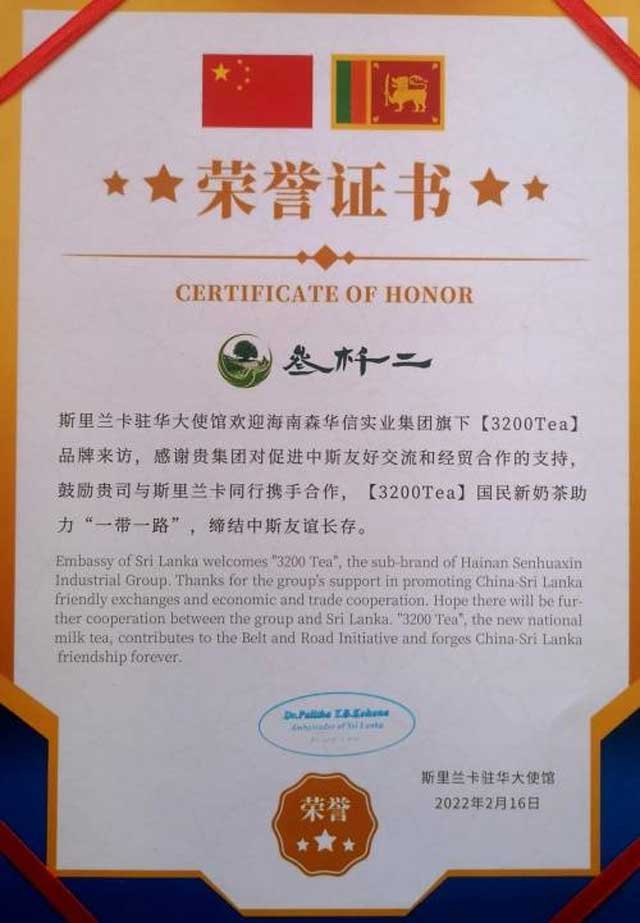 荣誉证书
CERTIFICATE OF HONOR
叁仟二
斯里兰卡驻华大使馆欢迎海南森华信实业集团旗下【3200Tea】
品牌来访，感谢贵集团对促进中斯友好交流和经贸合作的支持，
鼓励贵司与斯里兰卡同行携手合作，【3200Tea】国民新奶茶助
力“一带一路”，缔结中斯友谊长存。
Embassy of Sri Lanka welcomes "3200 Tea", the sub-brand of Hainan Senhuaxin
Industrial Group. Thanks for the group's support in promoting China-Sri Lanka
friendly exchanges and economic and trade cooperation. Hope there will be fur-
ther cooperation between the group and Sri Lanka. "3200 Tea", the new national
milk tea, contributes to the Belt and Road Initiative and forges China-Sri Lanka
friendship forever.
Dr.Palitha T.B.Kohona
Ambassador of Sri Lanka
斯里兰卡驻华大使馆
2022年2月16日
荣誉